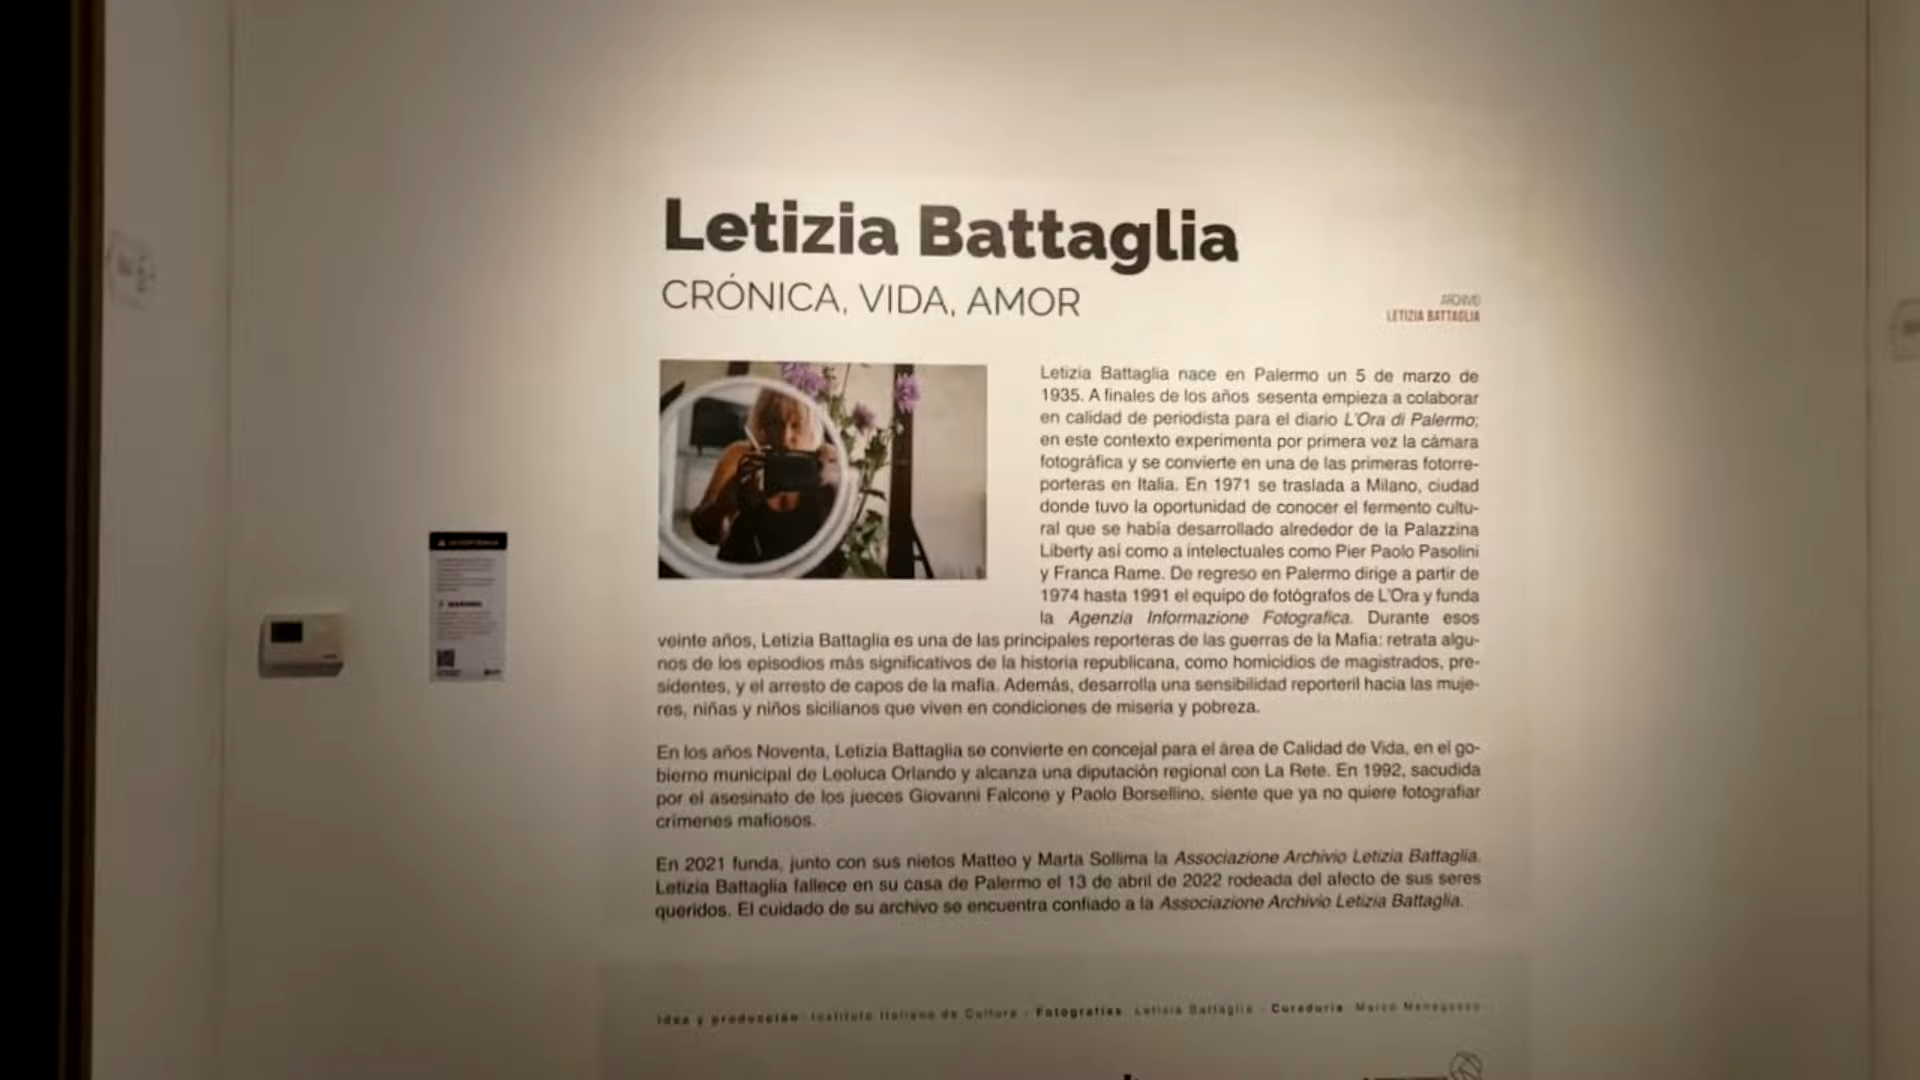 Letizia Battaglia
CRÓNICA, VIDA, AMOR
ARCHIVIO
LETIZIA BATTAGLIA
Letizia Battaglia nace en Palermo un 5 de marzo de
1935. A finales de los años sesenta empieza a colaborar
en calidad de periodista para el diario L'Ora di Palermo;
en este contexto experimenta por primera vez la cámara
fotográfica y se convierte en una de las primeras fotorre-
porteras en Italia. En 1971 se traslada a Milano, ciudad
donde tuvo la oportunidad de conocer el fermento cultu-
ral que se había desarrollado alrededor de la Palazzina
Liberty así como a intelectuales como Pier Paolo Pasolini
y Franca Rame. De regreso en Palermo dirige a partir de
1974 hasta 1991 el equipo de fotógrafos de L'Ora y funda
la Agenzia Informazione Fotografica. Durante esos
veinte años, Letizia Battaglia es una de las principales reporteras de las guerras de la Mafia: retrata algu-
nos de los episodios más significativos de la historia republicana, como homicidios de magistrados, pre-
sidentes, y el arresto de capos de la mafia. Además, desarrolla una sensibilidad reporteril hacia las muje-
res, niñas y niños sicilianos que viven en condiciones de miseria y pobreza.
En los años Noventa, Letizia Battaglia se convierte en concejal para el área de Calidad de Vida, en el go-
bierno municipal de Leoluca Orlando y alcanza una diputación regional con La Rete. En 1992, sacudida
por el asesinato de los jueces Giovanni Falcone y Paolo Borsellino, siente que ya no quiere fotografiar
crímenes mafiosos.
En 2021 funda, junto con sus nietos Matteo y Marta Sollima la Associazione Archivio Letizia Battaglia.
Letizia Battaglia fallece en su casa de Palermo el 13 de abril de 2022 rodeada del afecto de sus seres
queridos. El cuidado de su archivo se encuentra confiado a la Associazione Archivio Letizia Battaglia.
Idea y producción Instituto Italiano de Cultura - Fotografías Letizia Battaglia - Curaduría Marco Meneguzzo
ADVERTENCIA
WARNING